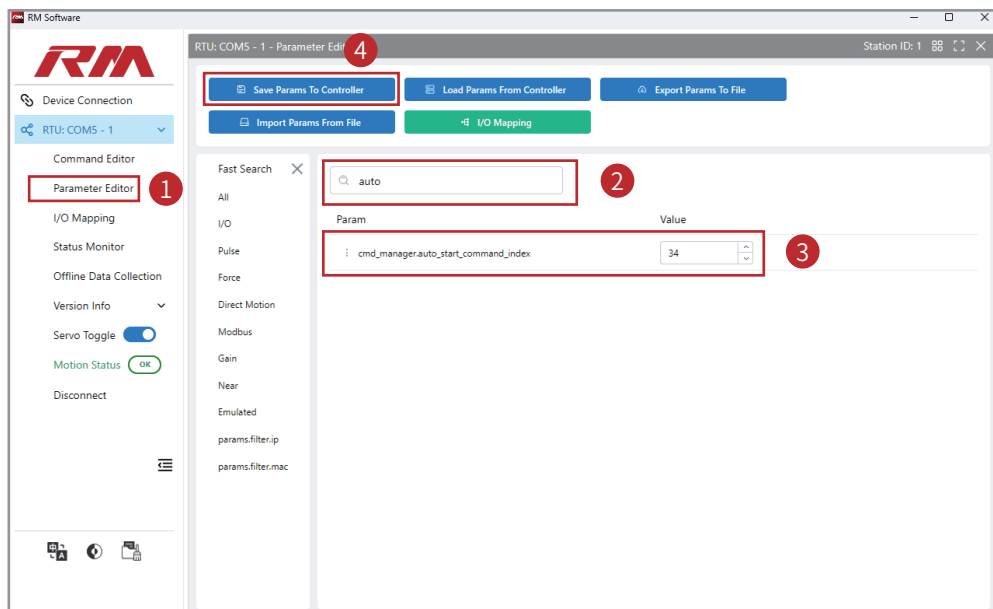 RM Software
RM
Device Connection
RTU: COM5 - 1
Command Editor
Parameter Editor
1
I/O Mapping
Status Monitor
Offline Data Collection
Version Info
Servo Toggle
Motion Status OK
Disconnect
中 A
RTU: COM5 - 1 - Parameter Edi
4
Station ID: 1
Save Params To Controller
Load Params From Controller
Export Params To File
Import Params From File
I/O Mapping
Fast Search
All
I/O
Pulse
Force
Direct Motion
Modbus
Gain
Near
Emulated
params.filter.ip
params.filter.mac
auto
2
Param Value
cmd_manager.auto_start_command_index 34
3